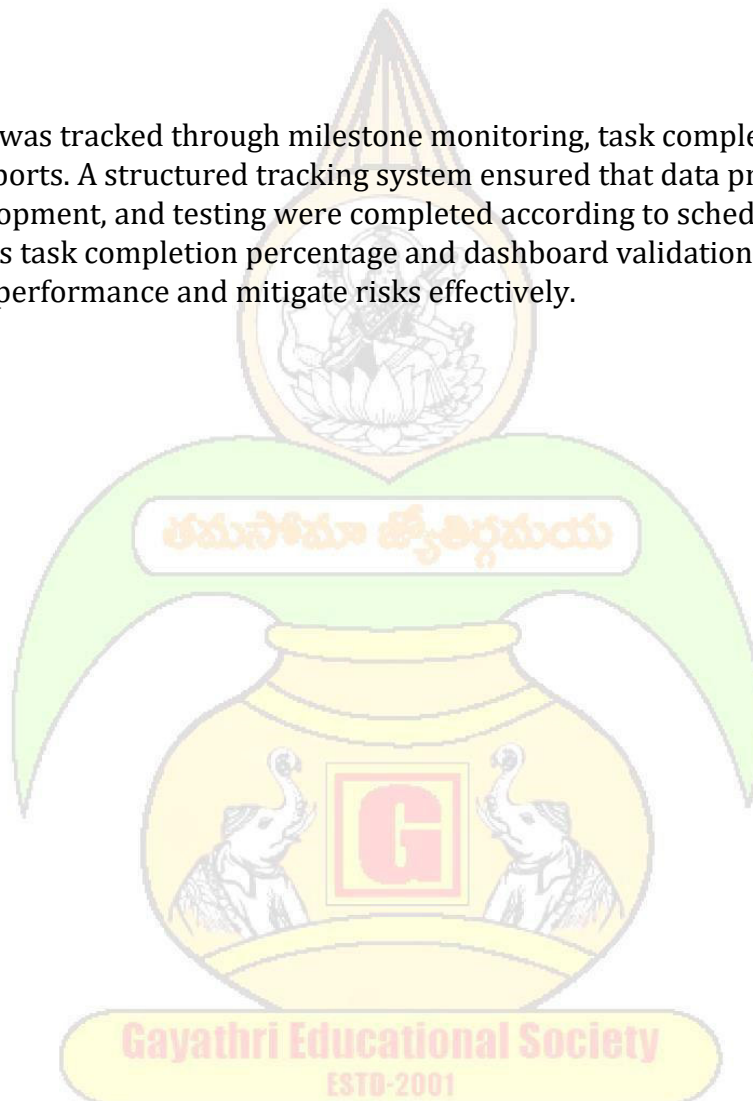 was tracked through milestone monitoring, task comple
ports. A structured tracking system ensured that data pr
opment, and testing were completed according to sched
s task completion percentage and dashboard validation
performance and mitigate risks effectively.
తమసోమా జ్యోతిర్గమయ
G
Gayathri Educational Society
ESTD-2001